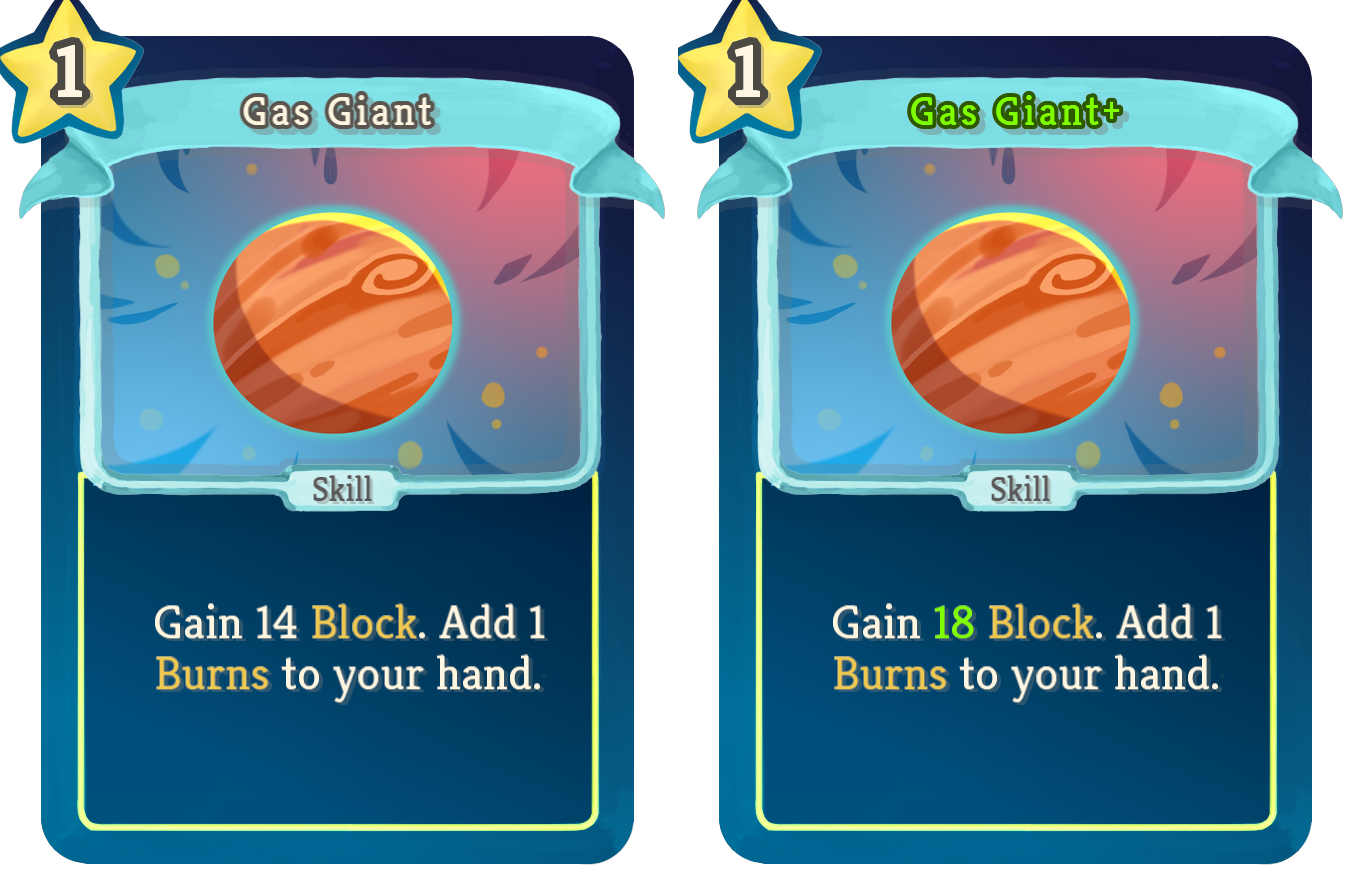 1
Gas Giant
Skill
Gain 14 Block. Add 1
Burns to your hand.
1
Gas Giant+
Skill
Gain 18 Block. Add 1
Burns to your hand.